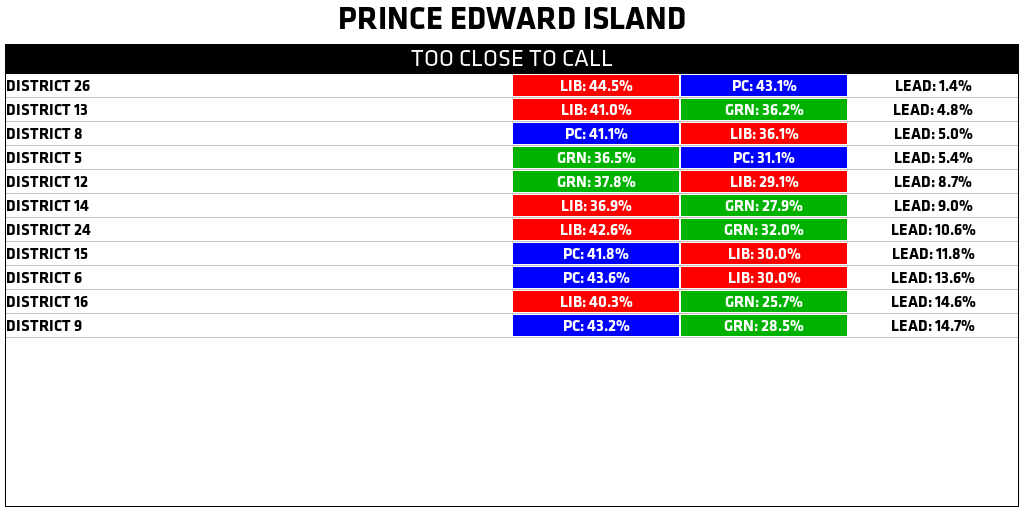 PRINCE EDWARD ISLAND
TOO CLOSE TO CALL
DISTRICT 26 LIB: 44.5% PC: 43.1% LEAD: 1.4%
DISTRICT 13 LIB: 41.0% GRN: 36.2% LEAD: 4.8%
DISTRICT 8 PC: 41.1% LIB: 36.1% LEAD: 5.0%
DISTRICT 5 GRN: 36.5% PC: 31.1% LEAD: 5.4%
DISTRICT 12 GRN: 37.8% LIB: 29.1% LEAD: 8.7%
DISTRICT 14 LIB: 36.9% GRN: 27.9% LEAD: 9.0%
DISTRICT 24 LIB: 42.6% GRN: 32.0% LEAD: 10.6%
DISTRICT 15 PC: 41.8% LIB: 30.0% LEAD: 11.8%
DISTRICT 6 PC: 43.6% LIB: 30.0% LEAD: 13.6%
DISTRICT 16 LIB: 40.3% GRN: 25.7% LEAD: 14.6%
DISTRICT 9 PC: 43.2% GRN: 28.5% LEAD: 14.7%